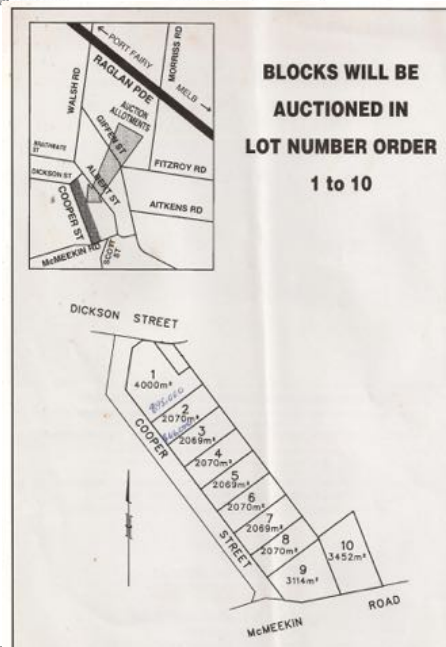 PORT FAIRY
RAGLAN PDE
MORRISS RD
MELB
WALSH RD
AUCTION
ALLOTMENTS
GIFFEN ST
FITZROY RD
DICKSON ST
ALBERT ST
COOPER ST
AITKENS RD
McMEEKIN RD
SCOTT
ST
BLOCKS WILL BE
AUCTIONED IN
LOT NUMBER ORDER
1 to 10
DICKSON STREET
1
4000m²
$95,000
2
2070m²
3
2069m²
4
2070m²
5
2069m²
6
2070m²
7
2069m²
8
2070m²
9
3114m²
10
3452m²
COOPER
STREET
McMEEKIN ROAD